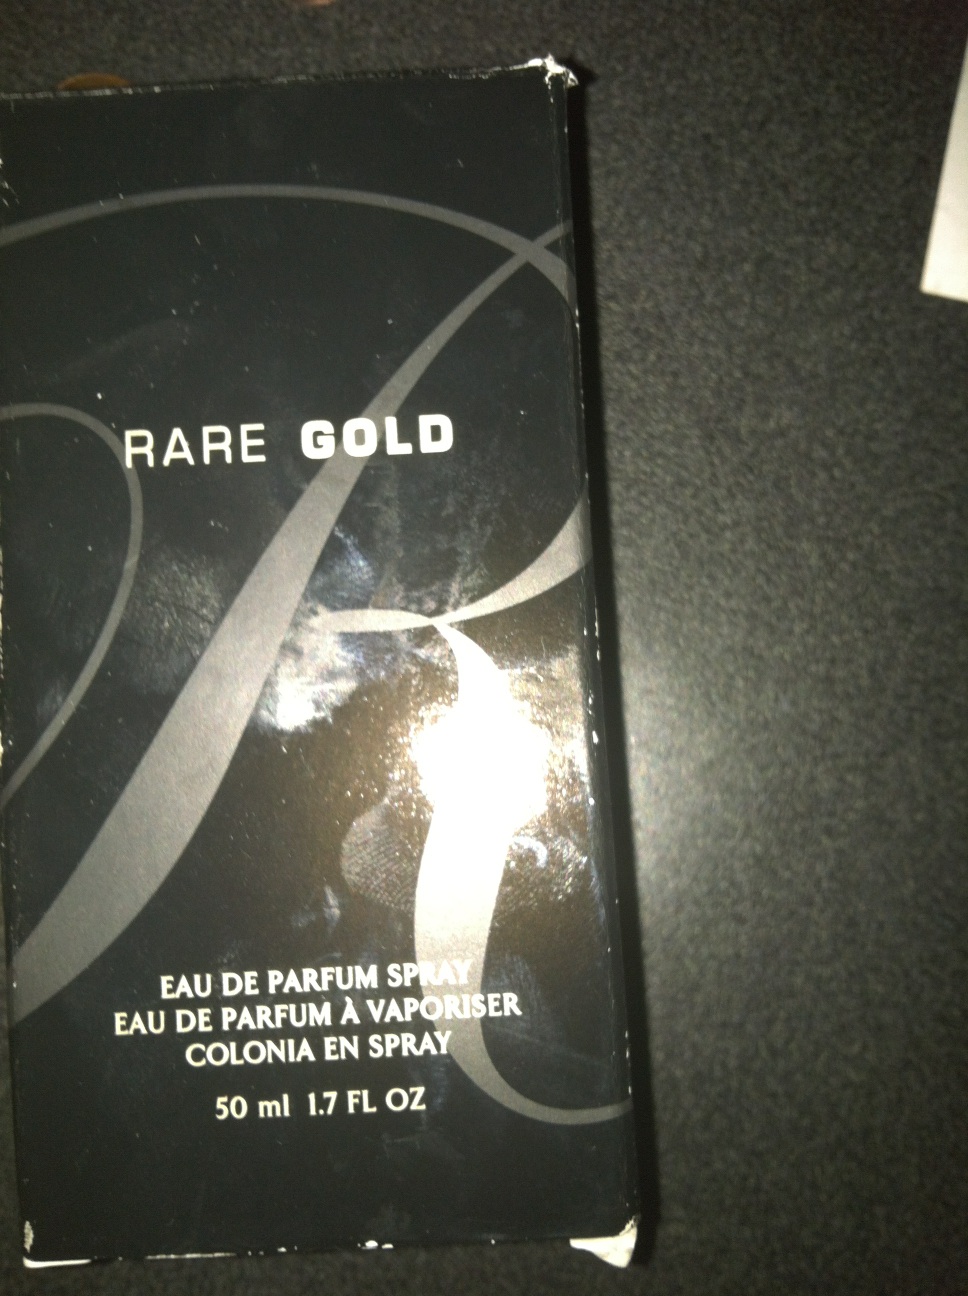 RARE GOLD
EAU DE PARFUM SPRAY
EAU DE PARFUM À VAPORISER
COLONIA EN SPRAY
50 ml 1.7 FL OZ